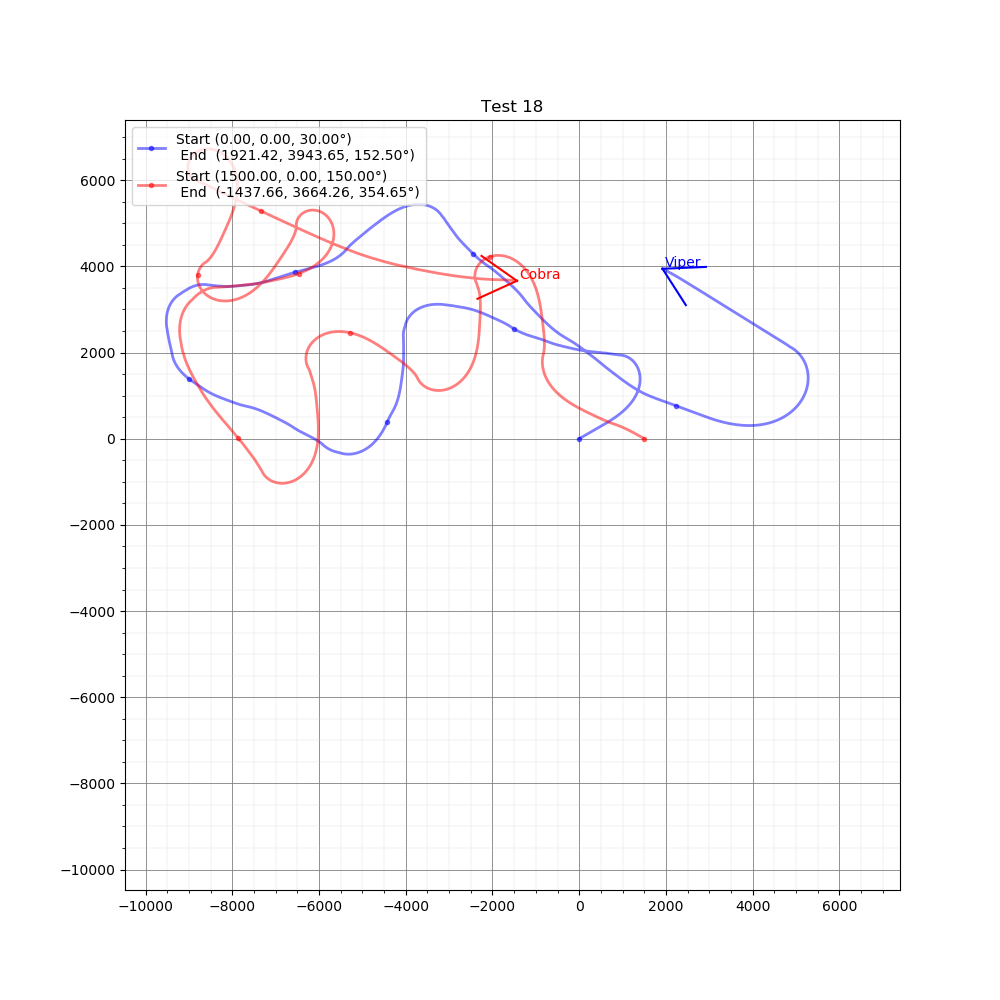 Test 18
Start (0.00, 0.00, 30.00°)
End (1921.42, 3943.65, 152.50°)
Start (1500.00, 0.00, 150.00°)
End (-1437.66, 3664.26, 354.65°)
Viper
Cobra
6000
4000
2000
0
−2000
−4000
−6000
−8000
−10000
−10000 −8000 −6000 −4000 −2000 0 2000 4000 6000